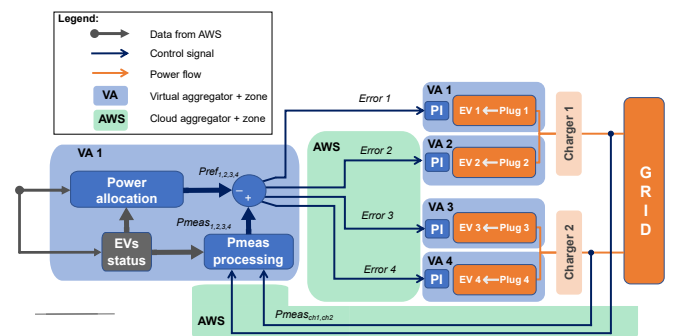 Legend:
Data from AWS
Control signal
Power flow
VA Virtual aggregator + zone
AWS Cloud aggregator + zone
VA 1
Power allocation
EVs status
Pref1,2,3,4
Pmeas1,2,3,4
− +
Pmeas processing
AWS
Error 1
Error 2
Error 3
Error 4
VA 1
PI EV 1 Plug 1
VA 2
PI EV 2 Plug 2
VA 3
PI EV 3 Plug 3
VA 4
PI EV 4 Plug 4
Charger 1
Charger 2
GRID
AWS
Pmeasch1,ch2